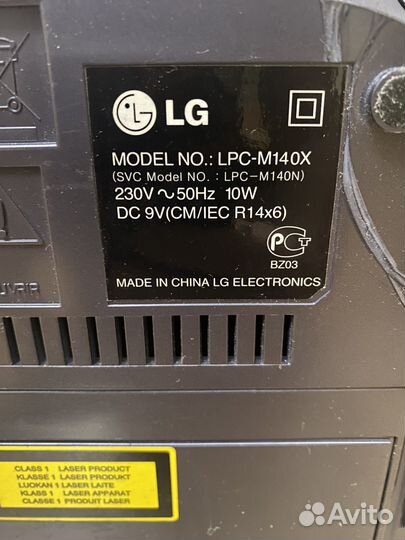 LG
MODEL NO.: LPC-M140X
(SVC Model NO. : LPC-M140N)
230V ~ 50Hz 10W
DC 9V(CM/IEC R14x6)
PCT
BZ03
MADE IN CHINA LG ELECTRONICS
CLASS 1 LASER PRODUCT
KLASSE 1 LASER PRODUKT
LUOKAN 1 LASER LAITE
KLASS 1 LASER APPARAT
CLASSE 1 PRODUIT LASER
Avito